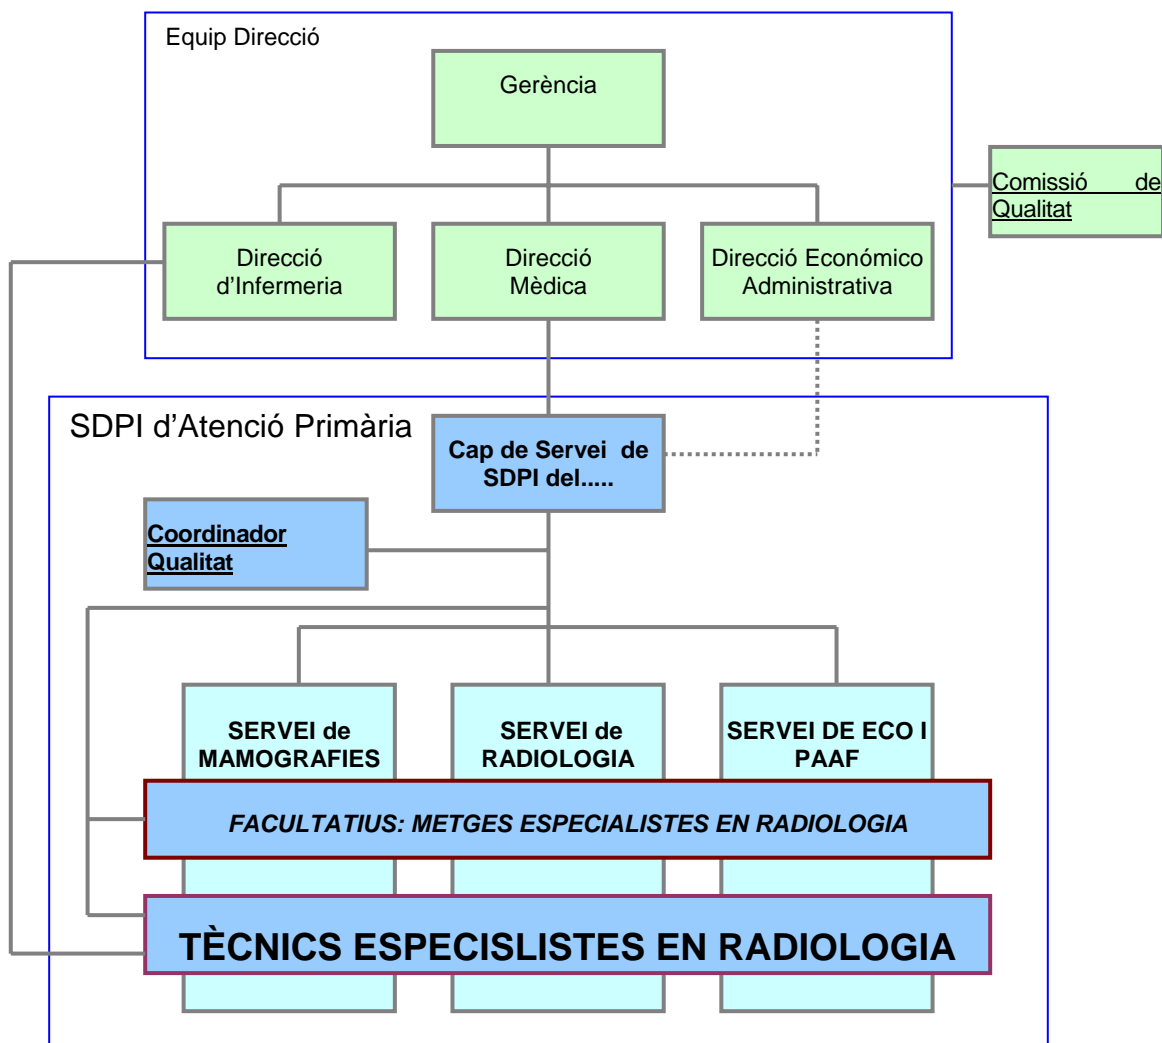 Equip Direcció
Gerència
Comissió de
Qualitat
Direcció
d’Infermeria
Direcció
Mèdica
Direcció Económico
Administrativa
SDPI d’Atenció Primària
Cap de Servei de
SDPI del.....
Coordinador
Qualitat
SERVEI de
MAMOGRAFIES
SERVEI de
RADIOLOGIA
SERVEI DE ECO I
PAAF
FACULTATIUS: METGES ESPECIALISTES EN RADIOLOGIA
TÈCNICS ESPECISLISTES EN RADIOLOGIA